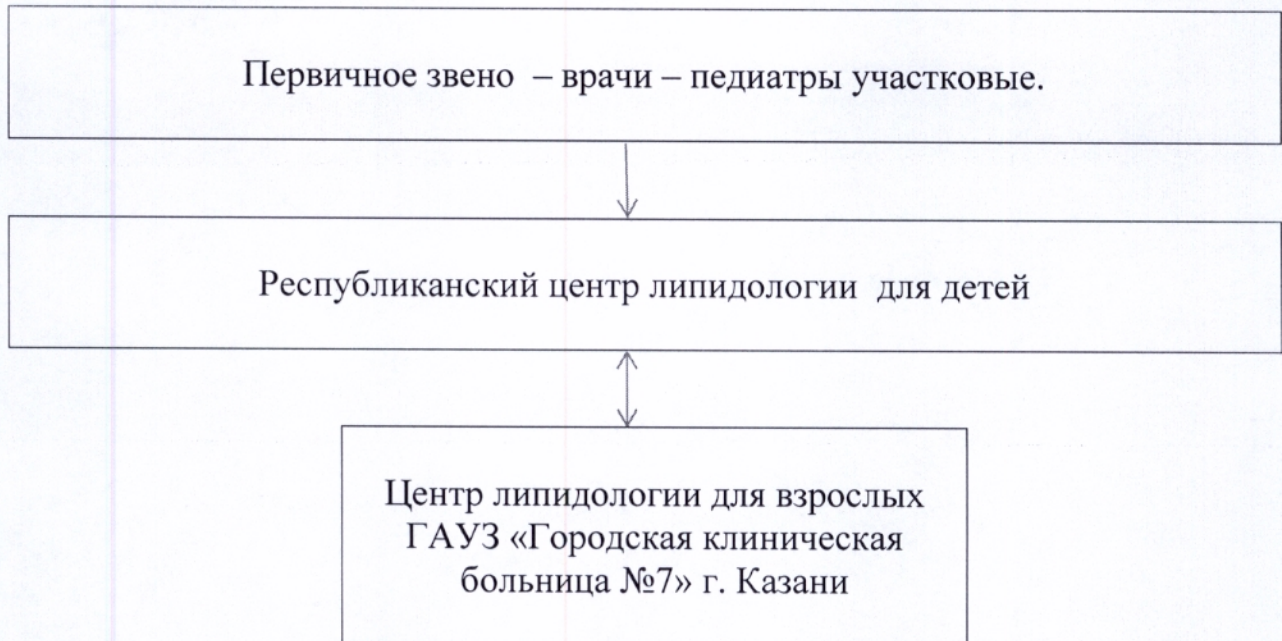 Первичное звено – врачи – педиатры участковые.
Республиканский центр липидологии для детей
Центр липидологии для взрослых
ГАУЗ «Городская клиническая
больница №7» г. Казани